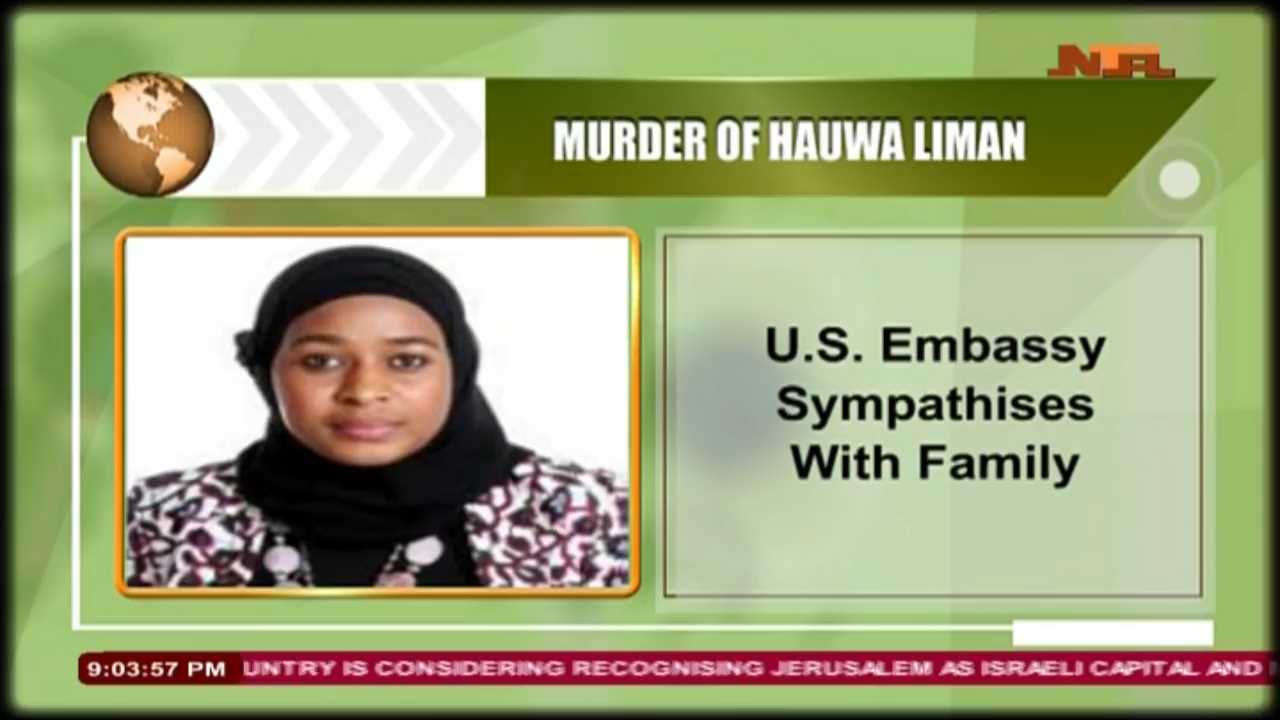 NTA
MURDER OF HAUWA LIMAN
U.S. Embassy
Sympathises
With Family
9:03:57 PM UNTRY IS CONSIDERING RECOGNISING JERUSALEM AS ISRAELI CAPITAL AND